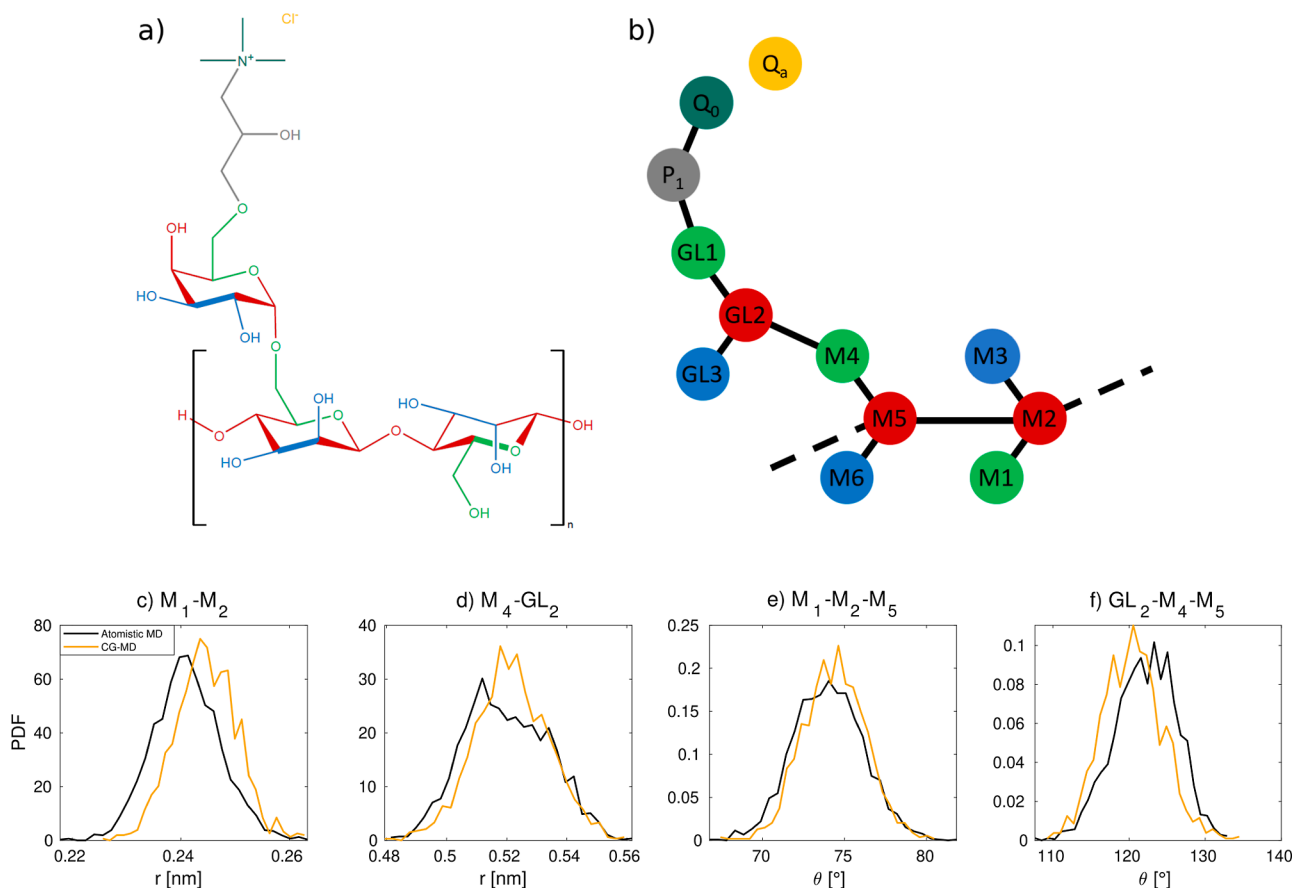 a)
Cl-
N+
OH
O
OH
O
HO
OH
O
H
O
OH
O
HO
O
HO
OH
O
OH
OH
n
b)
Qa
Q0
P1
GL1
GL2
GL3
M4
M3
M5
M2
M6
M1
c) M1-M2
PDF
80
60
40
20
0
Atomistic MD
CG-MD
0.22
0.24
0.26
r [nm]
d) M4-GL2
40
30
20
10
0
0.48
0.5
0.52
0.54
0.56
r [nm]
e) M1-M2-M5
0.25
0.2
0.15
0.1
0.05
0
70
75
80
θ [°]
f) GL2-M4-M5
0.1
0.08
0.06
0.04
0.02
0
110
120
130
140
θ [°]